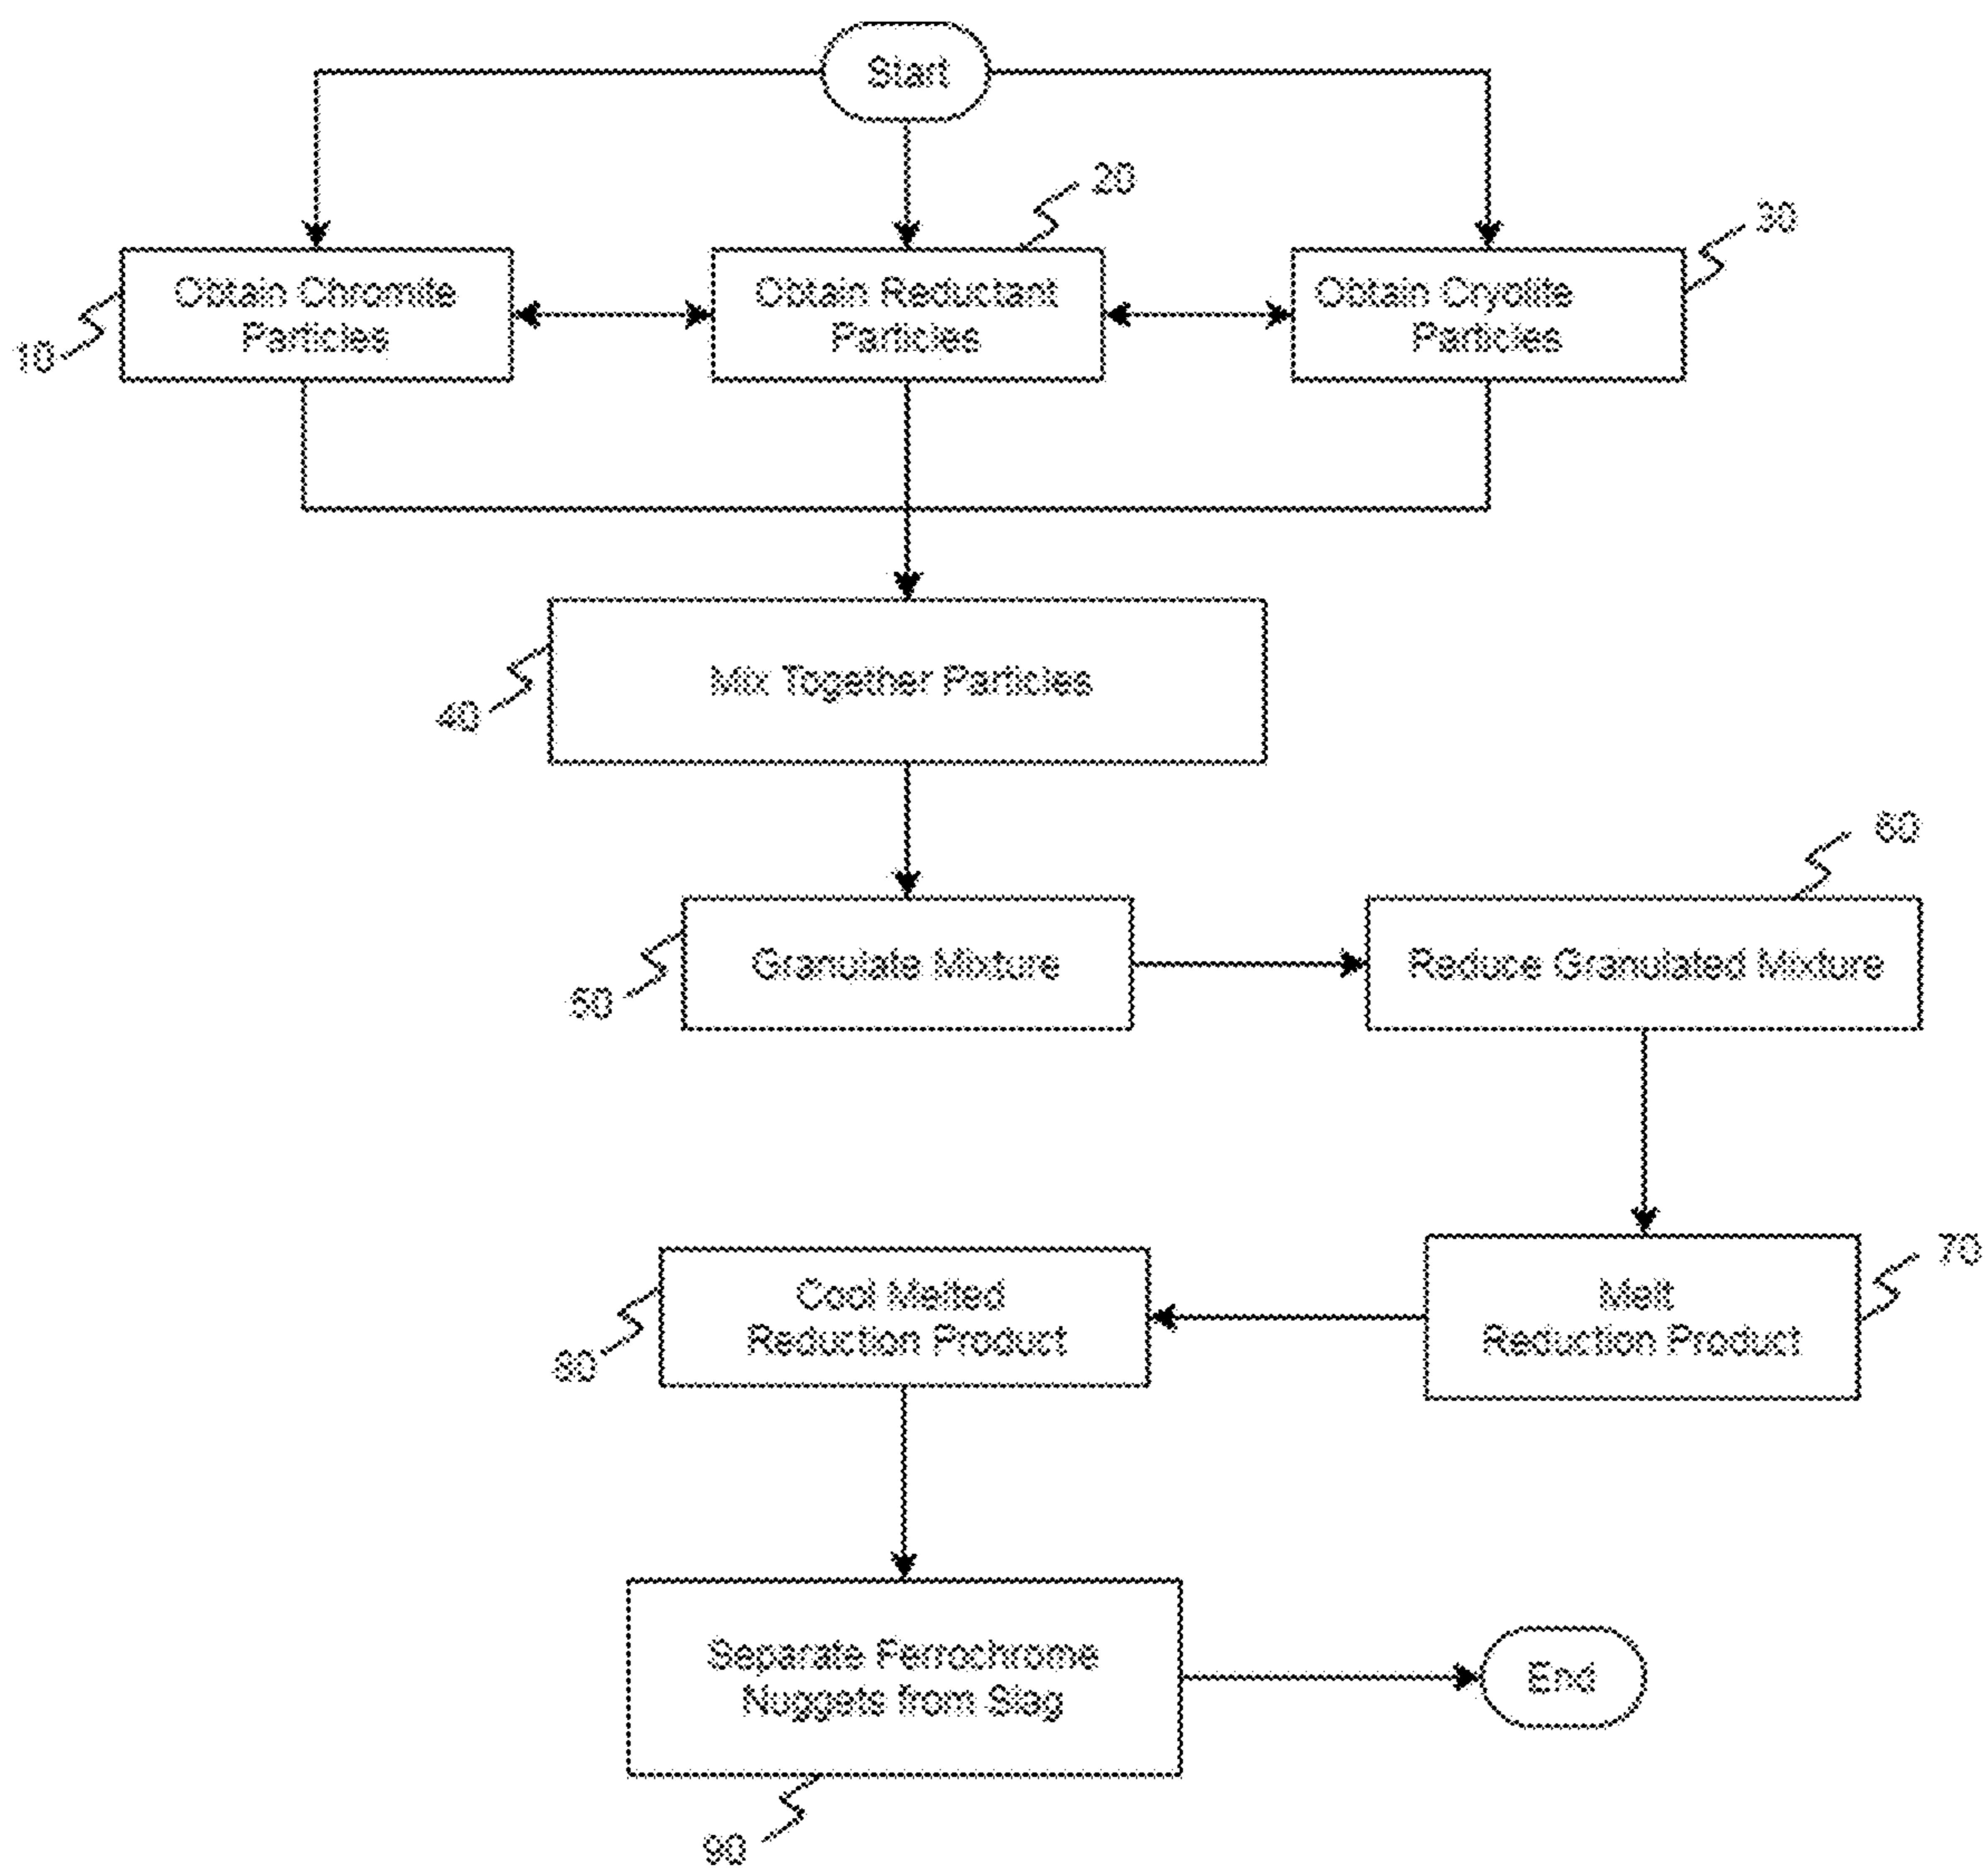 Start
20
30
10
Obtain Chromite
Particles
Obtain Reductant
Particles
Obtain Cryolite
Particles
40
Mix Together Particles
50
Granulate Mixture
60
Reduce Granulated Mixture
70
Melt
Reduction Product
80
Cool Melted
Reduction Product
Separate Ferrochrome
Nuggets from Slag
End
90